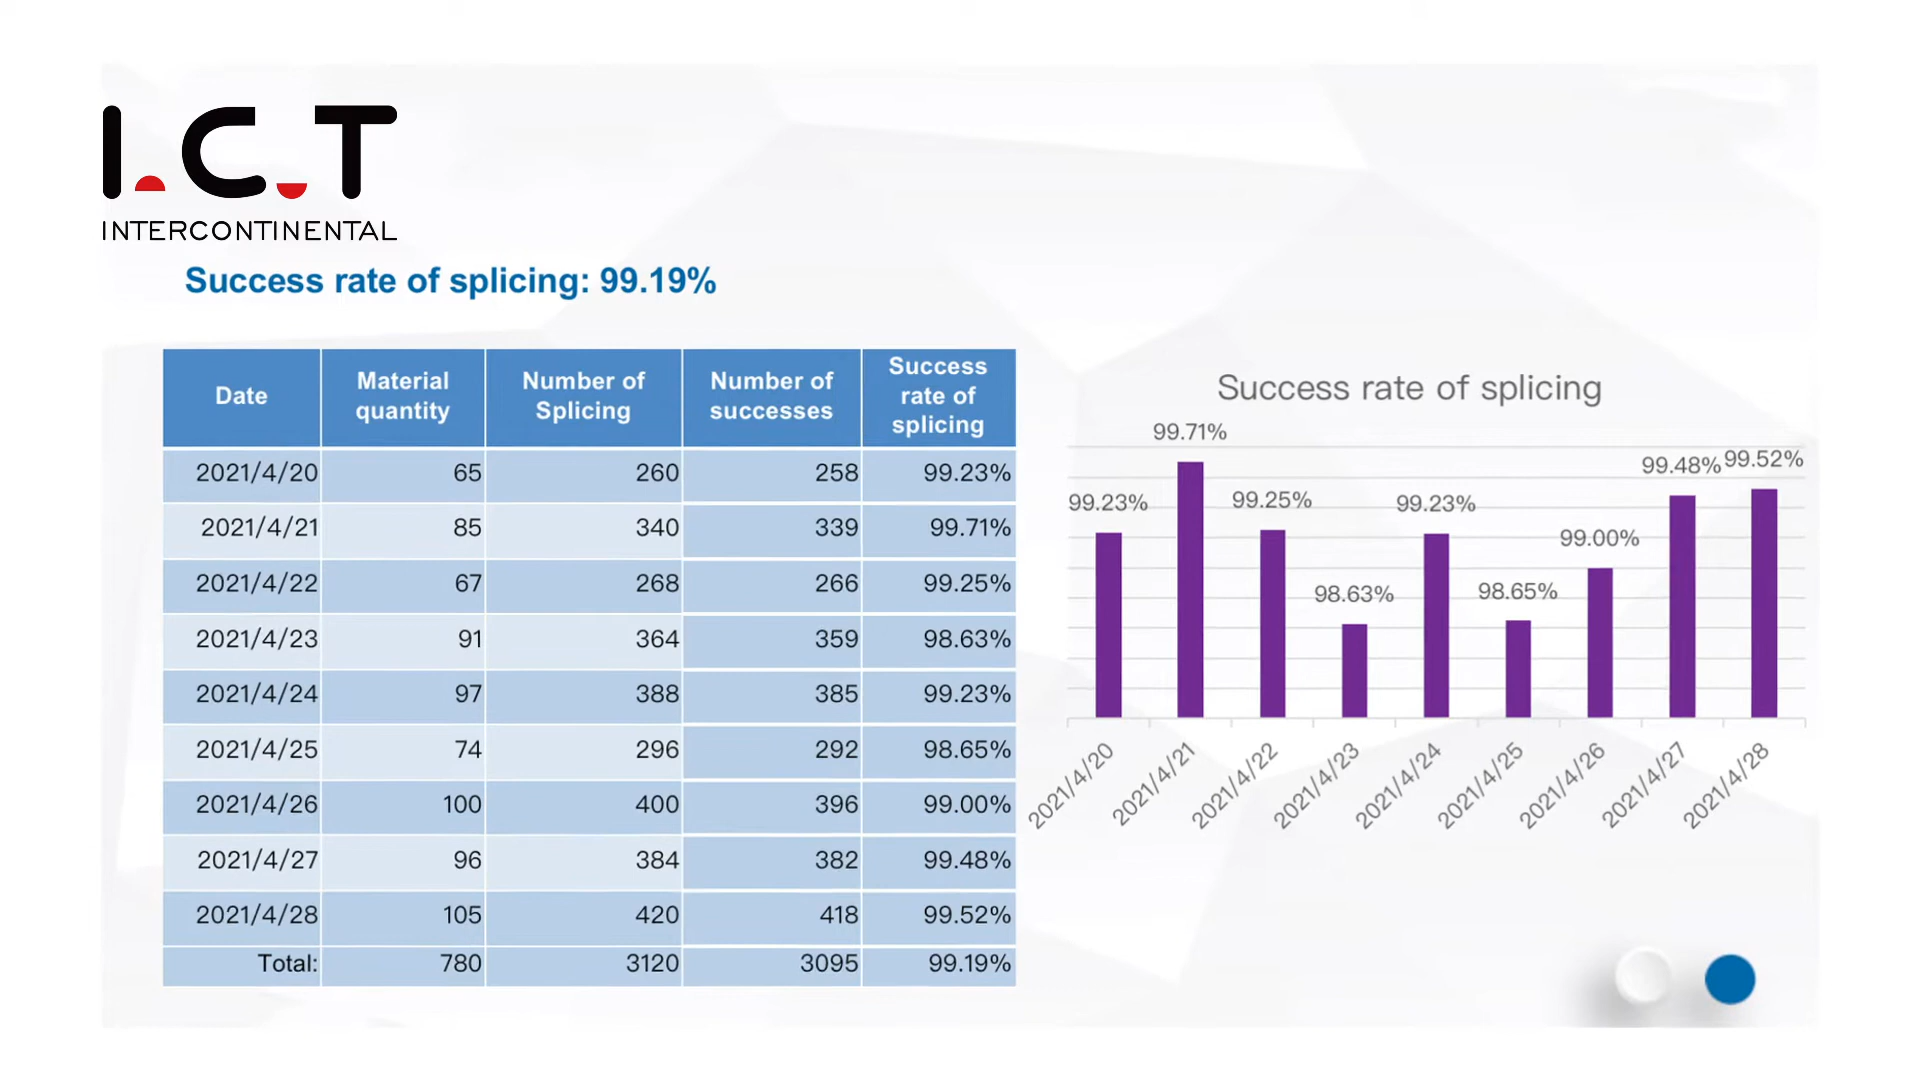 I.C.T
INTERCONTINENTAL
Success rate of splicing: 99.19%
Date Material quantity Number of Splicing Number of successes Success rate of splicing
2021/4/20 65 260 258 99.23%
2021/4/21 85 340 339 99.71%
2021/4/22 67 268 266 99.25%
2021/4/23 91 364 359 98.63%
2021/4/24 97 388 385 99.23%
2021/4/25 74 296 292 98.65%
2021/4/26 100 400 396 99.00%
2021/4/27 96 384 382 99.48%
2021/4/28 105 420 418 99.52%
Total: 780 3120 3095 99.19%
Success rate of splicing
99.23% 99.71% 99.25% 98.63% 99.23% 98.65% 99.00% 99.48% 99.52%
2021/4/20 2021/4/21 2021/4/22 2021/4/23 2021/4/24 2021/4/25 2021/4/26 2021/4/27 2021/4/28